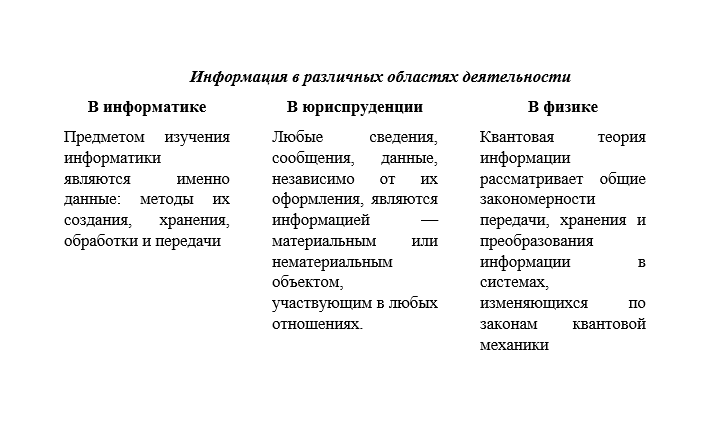 Информация в различных областях деятельности
В информатике
Предметом изучения
информатики
являются именно
данные: методы их
создания, хранения,
обработки и передачи
В юриспруденции
Любые сведения,
сообщения, данные,
независимо от их
оформления, являются
информацией —
материальным или
нематериальным
объектом,
участвующим в любых
отношениях.
В физике
Квантовая теория
информации
рассматривает общие
закономерности
передачи, хранения и
преобразования
информации в
системах,
изменяющихся по
законам квантовой
механики